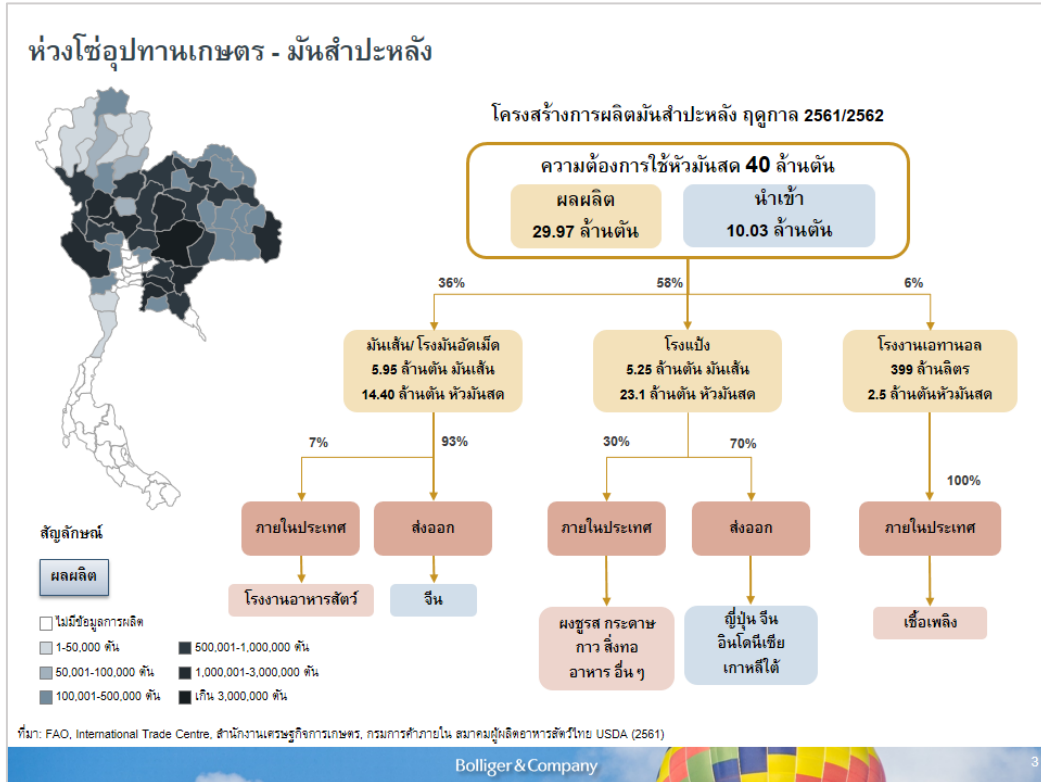 ห่วงโซ่อุปทานเกษตร - มันสำปะหลัง
โครงสร้างการผลิตมันสำปะหลัง ฤดูกาล 2561/2562
ความต้องการใช้หัวมันสด 40 ล้านตัน
ผลผลิต
29.97 ล้านตัน
นำเข้า
10.03 ล้านตัน
36%
58%
6%
มันเส้น/ โรงมันอัดเม็ด
5.95 ล้านตัน มันเส้น
14.40 ล้านตัน หัวมันสด
โรงแป้ง
5.25 ล้านตัน มันเส้น
23.1 ล้านตัน หัวมันสด
โรงงานเอทานอล
399 ล้านลิตร
2.5 ล้านตันหัวมันสด
7%
93%
30%
70%
100%
ภายในประเทศ
ส่งออก
ภายในประเทศ
ส่งออก
ภายในประเทศ
โรงงานอาหารสัตว์
จีน
ผงชูรส กระดาษ
กาว สิ่งทอ
อาหาร อื่น ๆ
ญี่ปุ่น จีน
อินโดนีเซีย
เกาหลีใต้
เชื้อเพลิง
สัญลักษณ์
ผลผลิต
ไม่มีข้อมูลการผลิต
1-50,000 ตัน
50,001-100,000 ตัน
100,001-500,000 ตัน
500,001-1,000,000 ตัน
1,000,001-3,000,000 ตัน
เกิน 3,000,000 ตัน
ที่มา: FAO, International Trade Centre, สำนักงานเศรษฐกิจการเกษตร, กรมการค้าภายใน สมาคมผู้ผลิตอาหารสัตว์ไทย USDA (2561)
Bolliger & Company
3